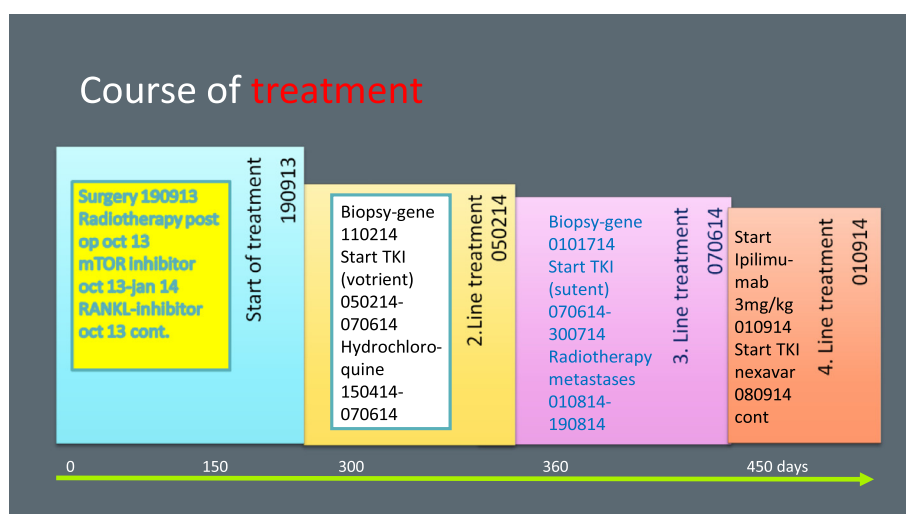 Course of treatment
Surgery 190913
Radiotherapy post
op oct 13
mTOR inhibitor
oct 13-jan 14
RANKL-inhibitor
oct 13 cont.
Start of treatment
190913
Biopsy-gene
110214
Start TKI
(votrient)
050214-
070614
Hydrochloro-
quine
150414-
070614
2.Line treatment
050214
Biopsy-gene
0101714
Start TKI
(sutent)
070614-
300714
Radiotherapy
metastases
010814-
190814
3. Line treatment
070614
Start
Ipilimu-
mab
3mg/kg
010914
Start TKI
nexavar
080914
cont
4. Line treatment
010914
0 150 300 360 450 days